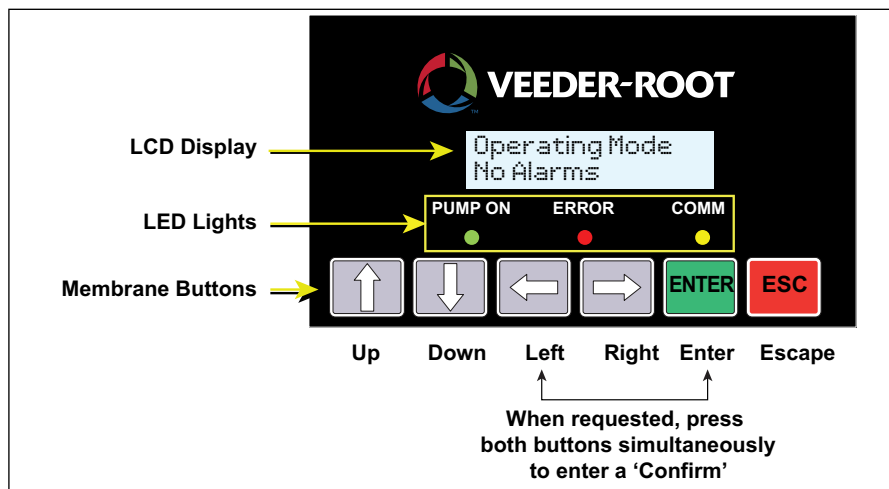 VEEDER-ROOT
™
LCD Display
Operating Mode
No Alarms
LED Lights
PUMP ON ERROR COMM
Membrane Buttons
ENTER ESC
Up Down Left Right Enter Escape
When requested, press
both buttons simultaneously
to enter a ‘Confirm’